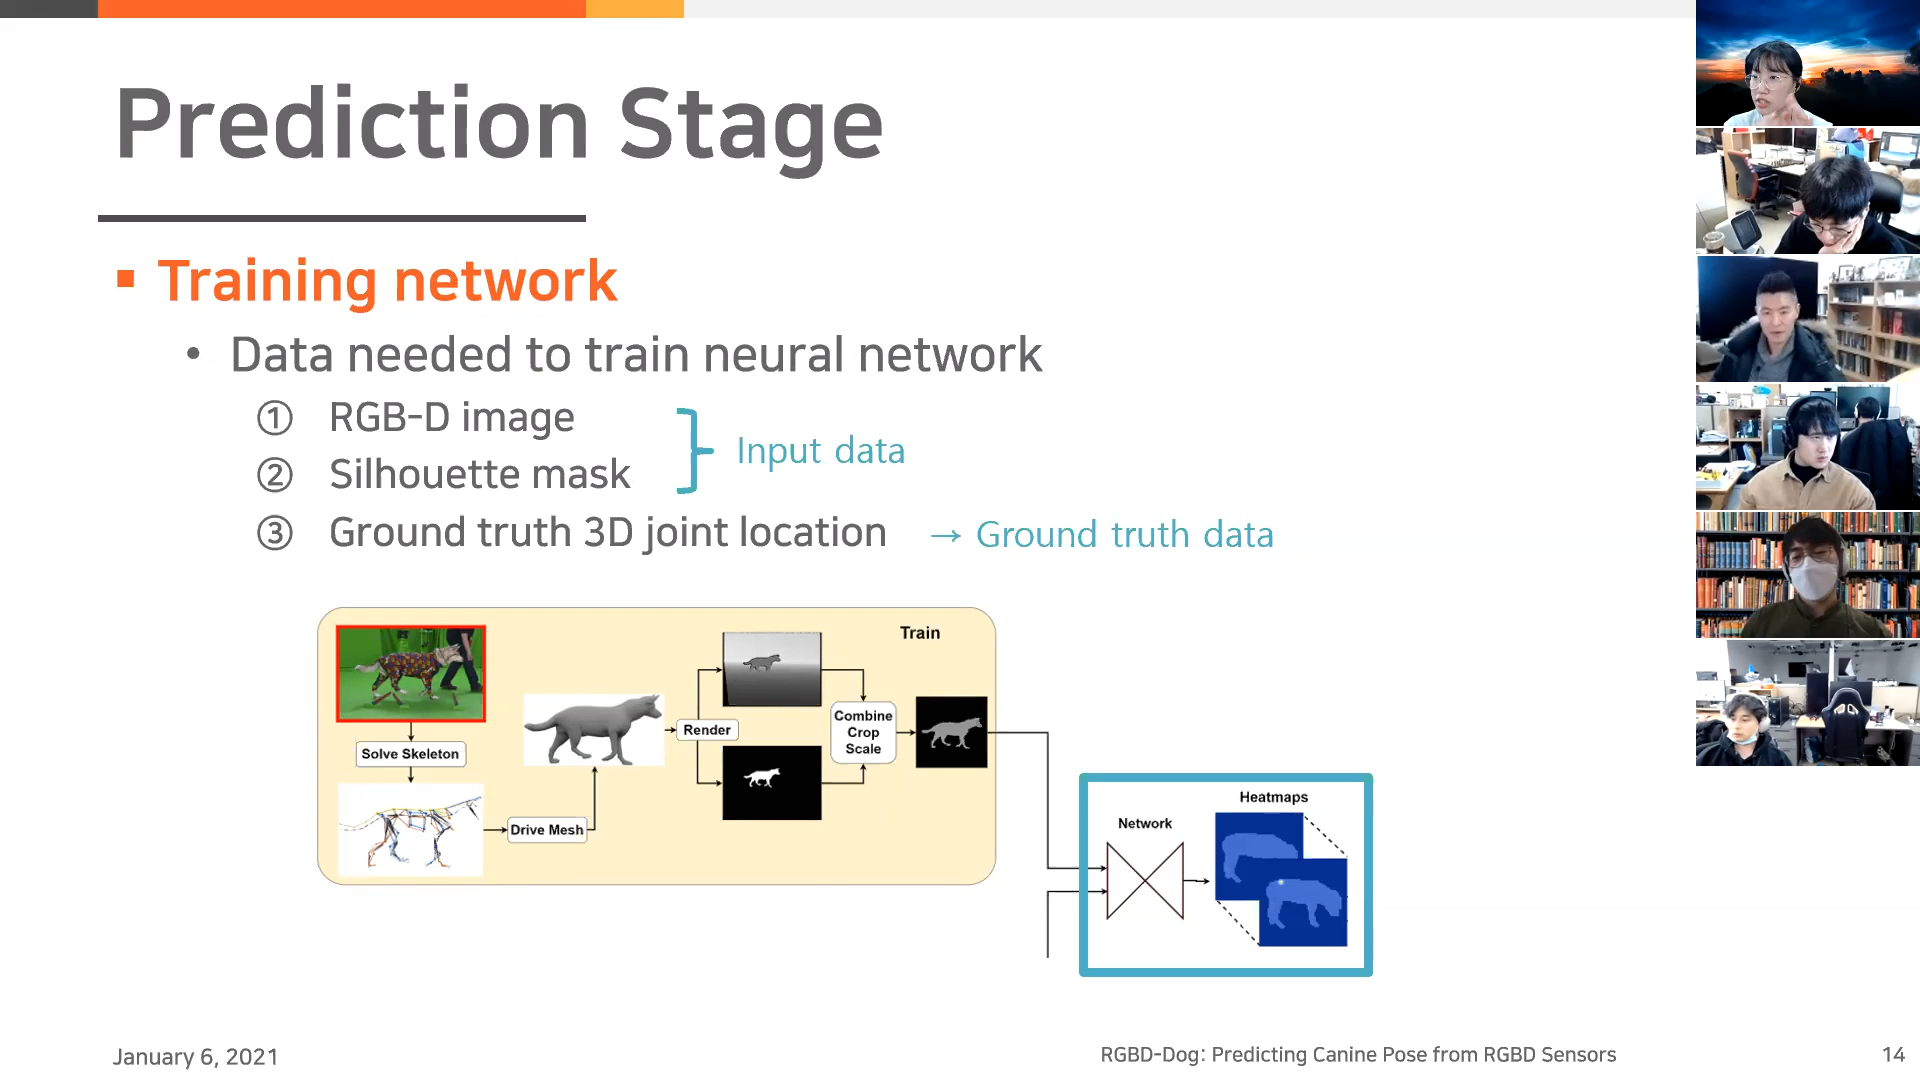 Prediction Stage
▪ Training network
• Data needed to train neural network
① RGB-D image
② Silhouette mask
Input data
③ Ground truth 3D joint location → Ground truth data
Train
Solve Skeleton
Drive Mesh
Render
Combine
Crop
Scale
Network
Heatmaps
January 6, 2021
RGBD-Dog: Predicting Canine Pose from RGBD Sensors
14